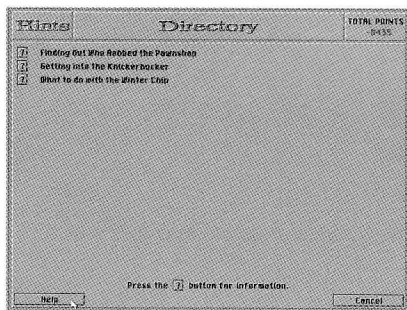 Hints
Directory
TOTAL POINTS
-0435
? Finding Out Who Robbed the Pawnshop
? Getting into the Knickerbocker
? What to do with the Winter Chip
Press the ? button for information.
Help
Cancel